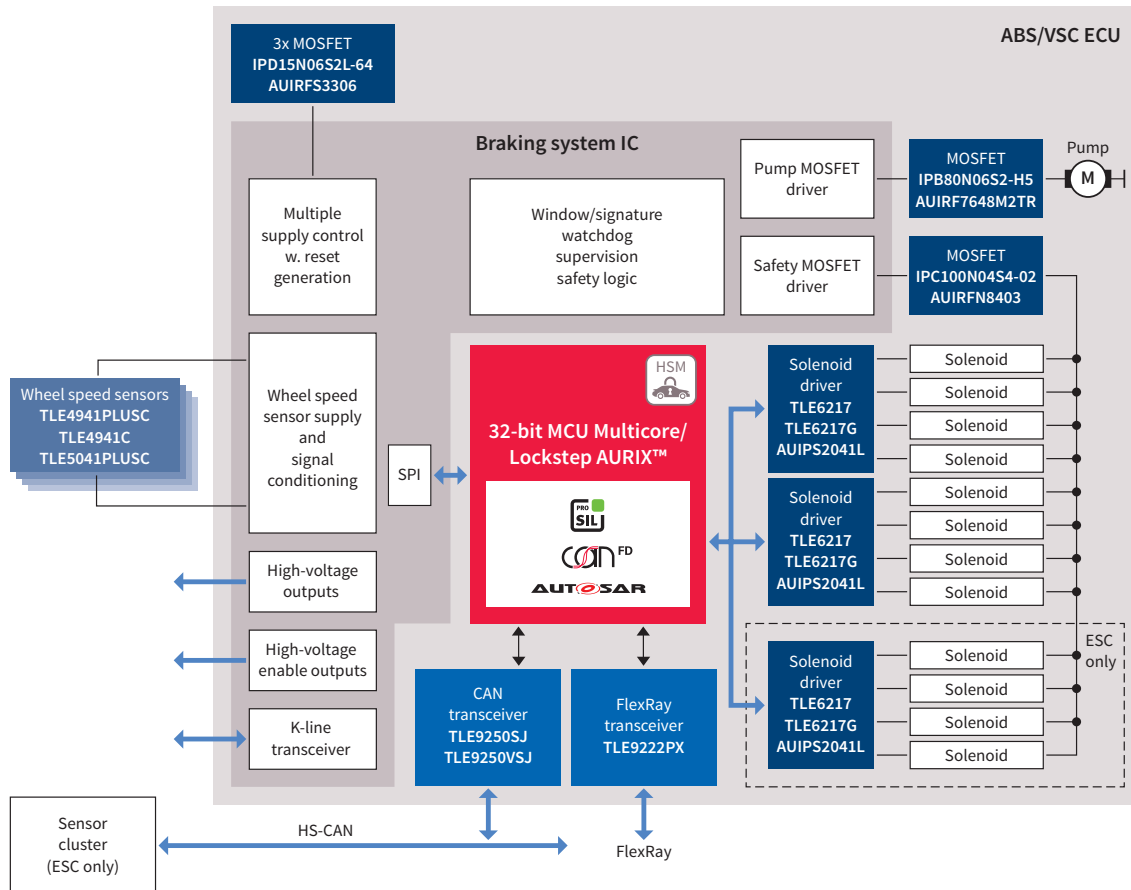 ABS/VSC ECU
3x MOSFET
IPD15N06S2L-64
AUIRFS3306
Braking system IC
Multiple
supply control
w. reset
generation
Window/signature
watchdog
supervision
safety logic
Pump MOSFET
driver
MOSFET
IPB80N06S2-H5
AUIRF7648M2TR
Pump
M
Safety MOSFET
driver
MOSFET
IPC100N04S4-02
AUIRFN8403
Wheel speed sensors
TLE4941PLUSC
TLE4941C
TLE5041PLUSC
Wheel speed
sensor supply
and
signal
conditioning
SPI
HSM
32-bit MCU Multicore/
Lockstep AURIX™
PRO
SIL
CAN FD
AUTOSAR
Solenoid
driver
TLE6217
TLE6217G
AUIPS2041L
Solenoid
Solenoid
Solenoid
Solenoid
Solenoid
driver
TLE6217
TLE6217G
AUIPS2041L
Solenoid
Solenoid
Solenoid
Solenoid
ESC
only
Solenoid
driver
TLE6217
TLE6217G
AUIPS2041L
Solenoid
Solenoid
Solenoid
Solenoid
High-voltage
outputs
High-voltage
enable outputs
K-line
transceiver
CAN
transceiver
TLE9250SJ
TLE9250VSJ
FlexRay
transceiver
TLE9222PX
Sensor
cluster
(ESC only)
HS-CAN
FlexRay